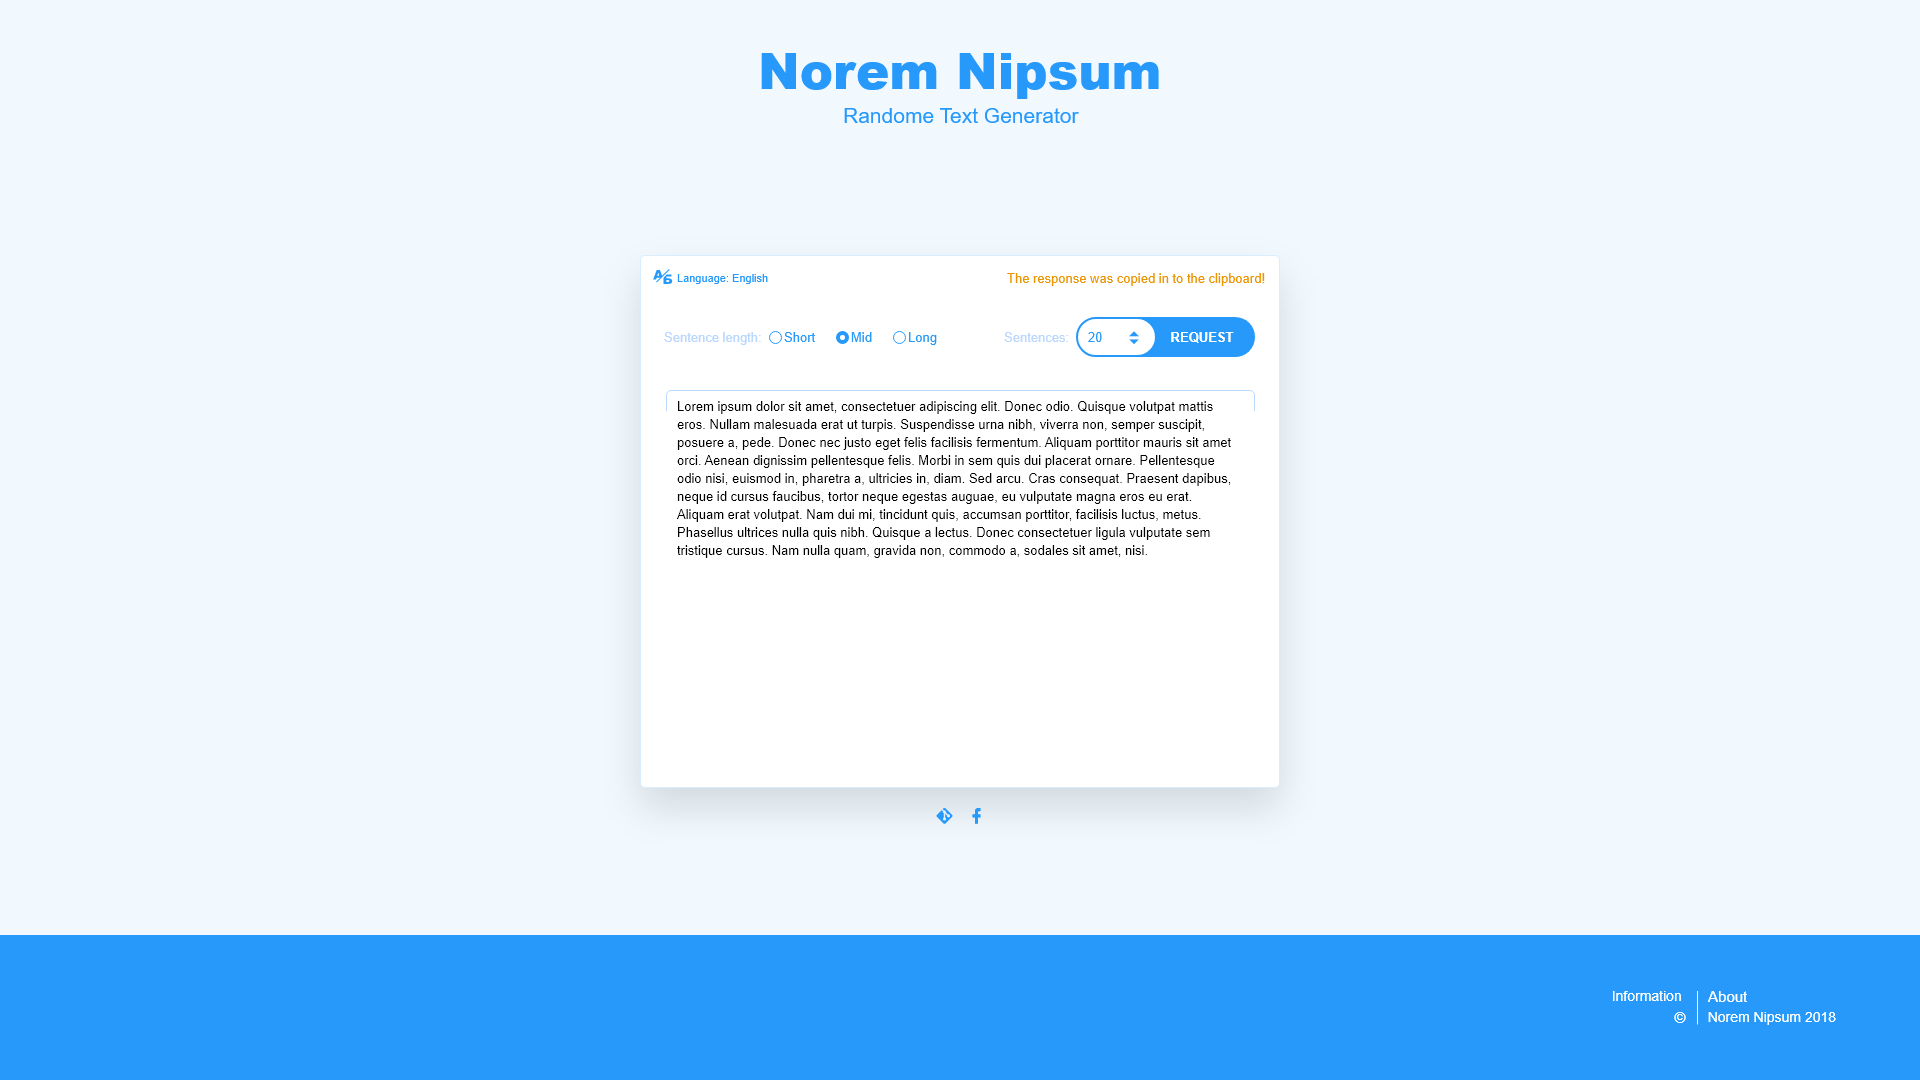 Norem Nipsum
Randome Text Generator
Language: English
The response was copied in to the clipboard!
Sentence length: Short Mid Long
Sentences: 20 REQUEST
Lorem ipsum dolor sit amet, consectetuer adipiscing elit. Donec odio. Quisque volutpat mattis
eros. Nullam malesuada erat ut turpis. Suspendisse urna nibh, viverra non, semper suscipit,
posuere a, pede. Donec nec justo eget felis facilisis fermentum. Aliquam porttitor mauris sit amet
orci. Aenean dignissim pellentesque felis. Morbi in sem quis dui placerat ornare. Pellentesque
odio nisi, euismod in, pharetra a, ultricies in, diam. Sed arcu. Cras consequat. Praesent dapibus,
neque id cursus faucibus, tortor neque egestas auguae, eu vulputate magna eros eu erat.
Aliquam erat volutpat. Nam dui mi, tincidunt quis, accumsan porttitor, facilisis luctus, metus.
Phasellus ultrices nulla quis nibh. Quisque a lectus. Donec consectetuer ligula vulputate sem
tristique cursus. Nam nulla quam, gravida non, commodo a, sodales sit amet, nisi.
Information About
© Norem Nipsum 2018